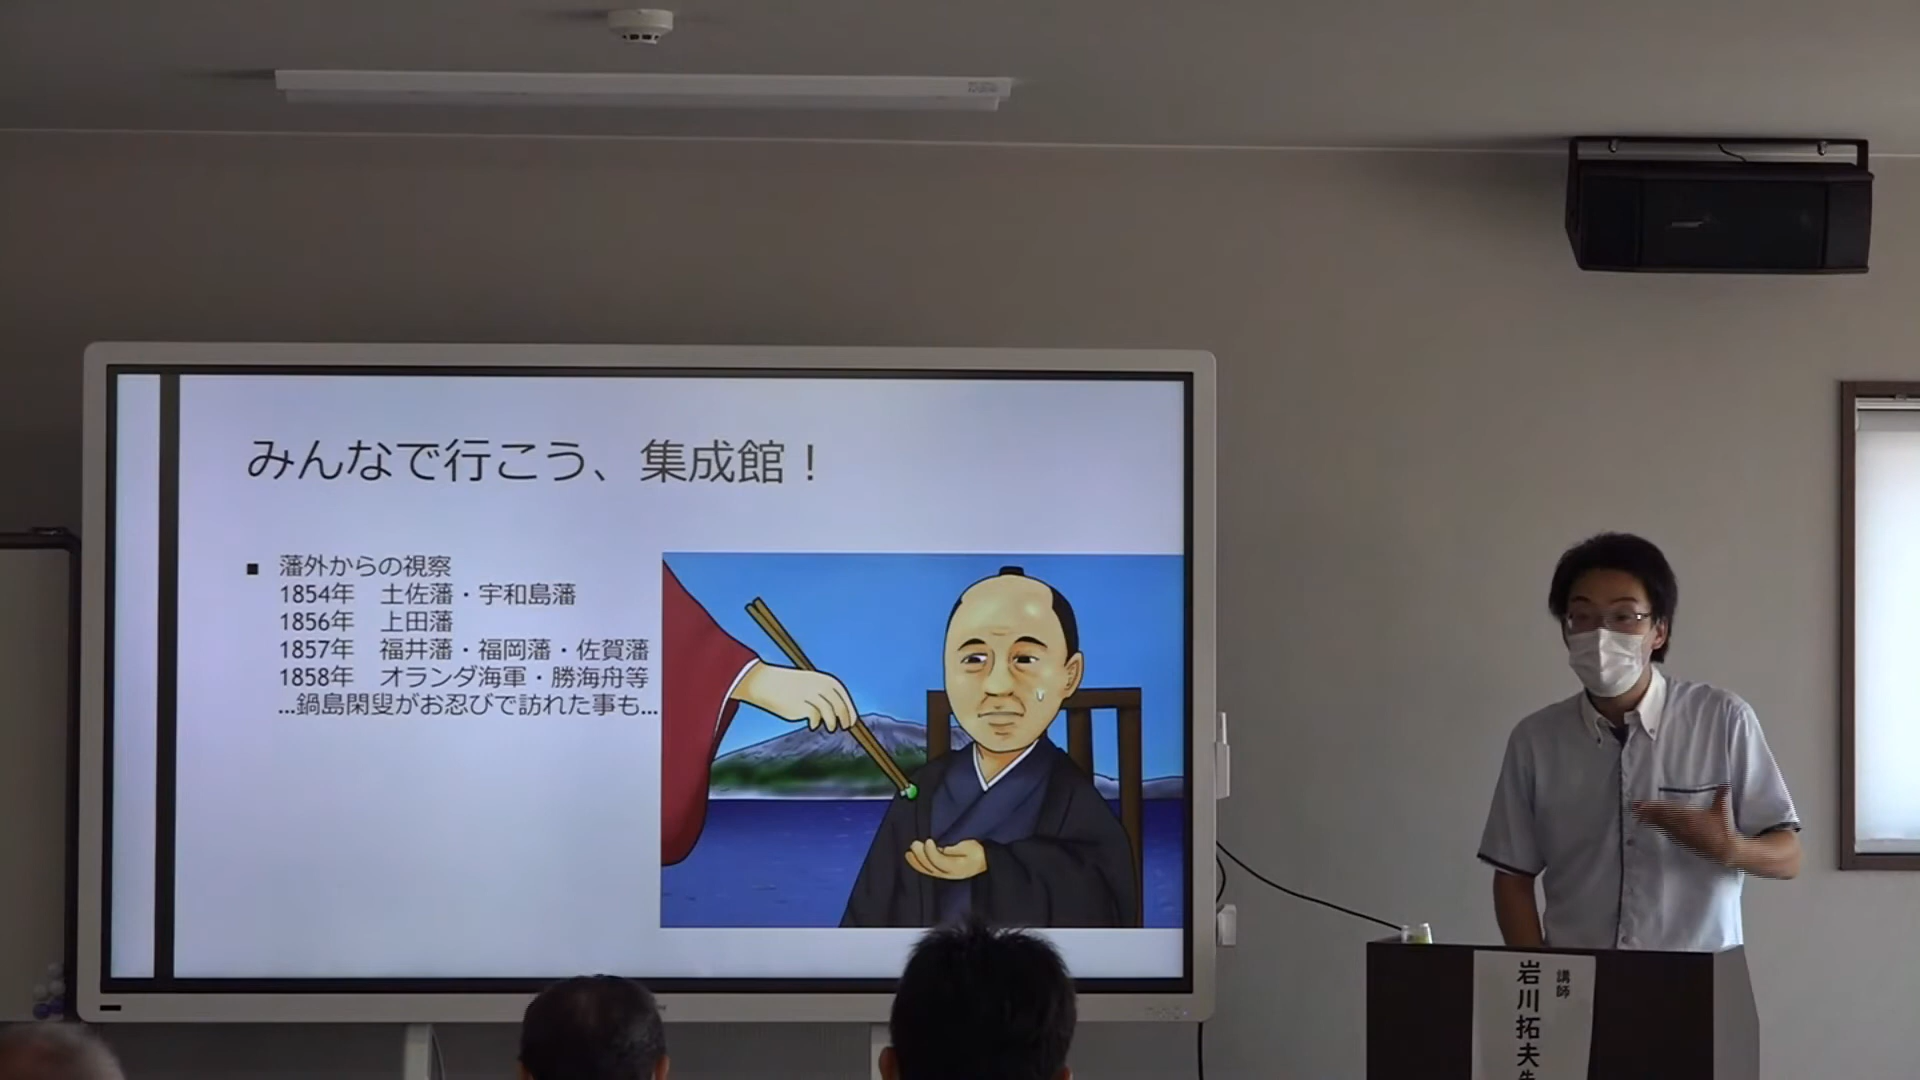 みんなで行こう、集成館！
■ 藩外からの視察
1854年　土佐藩・宇和島藩
1856年　上田藩
1857年　福井藩・福岡藩・佐賀藩
1858年　オランダ海軍・勝海舟等
…鍋島閑叟がお忍びで訪れた事も…
講師
岩川拓夫先